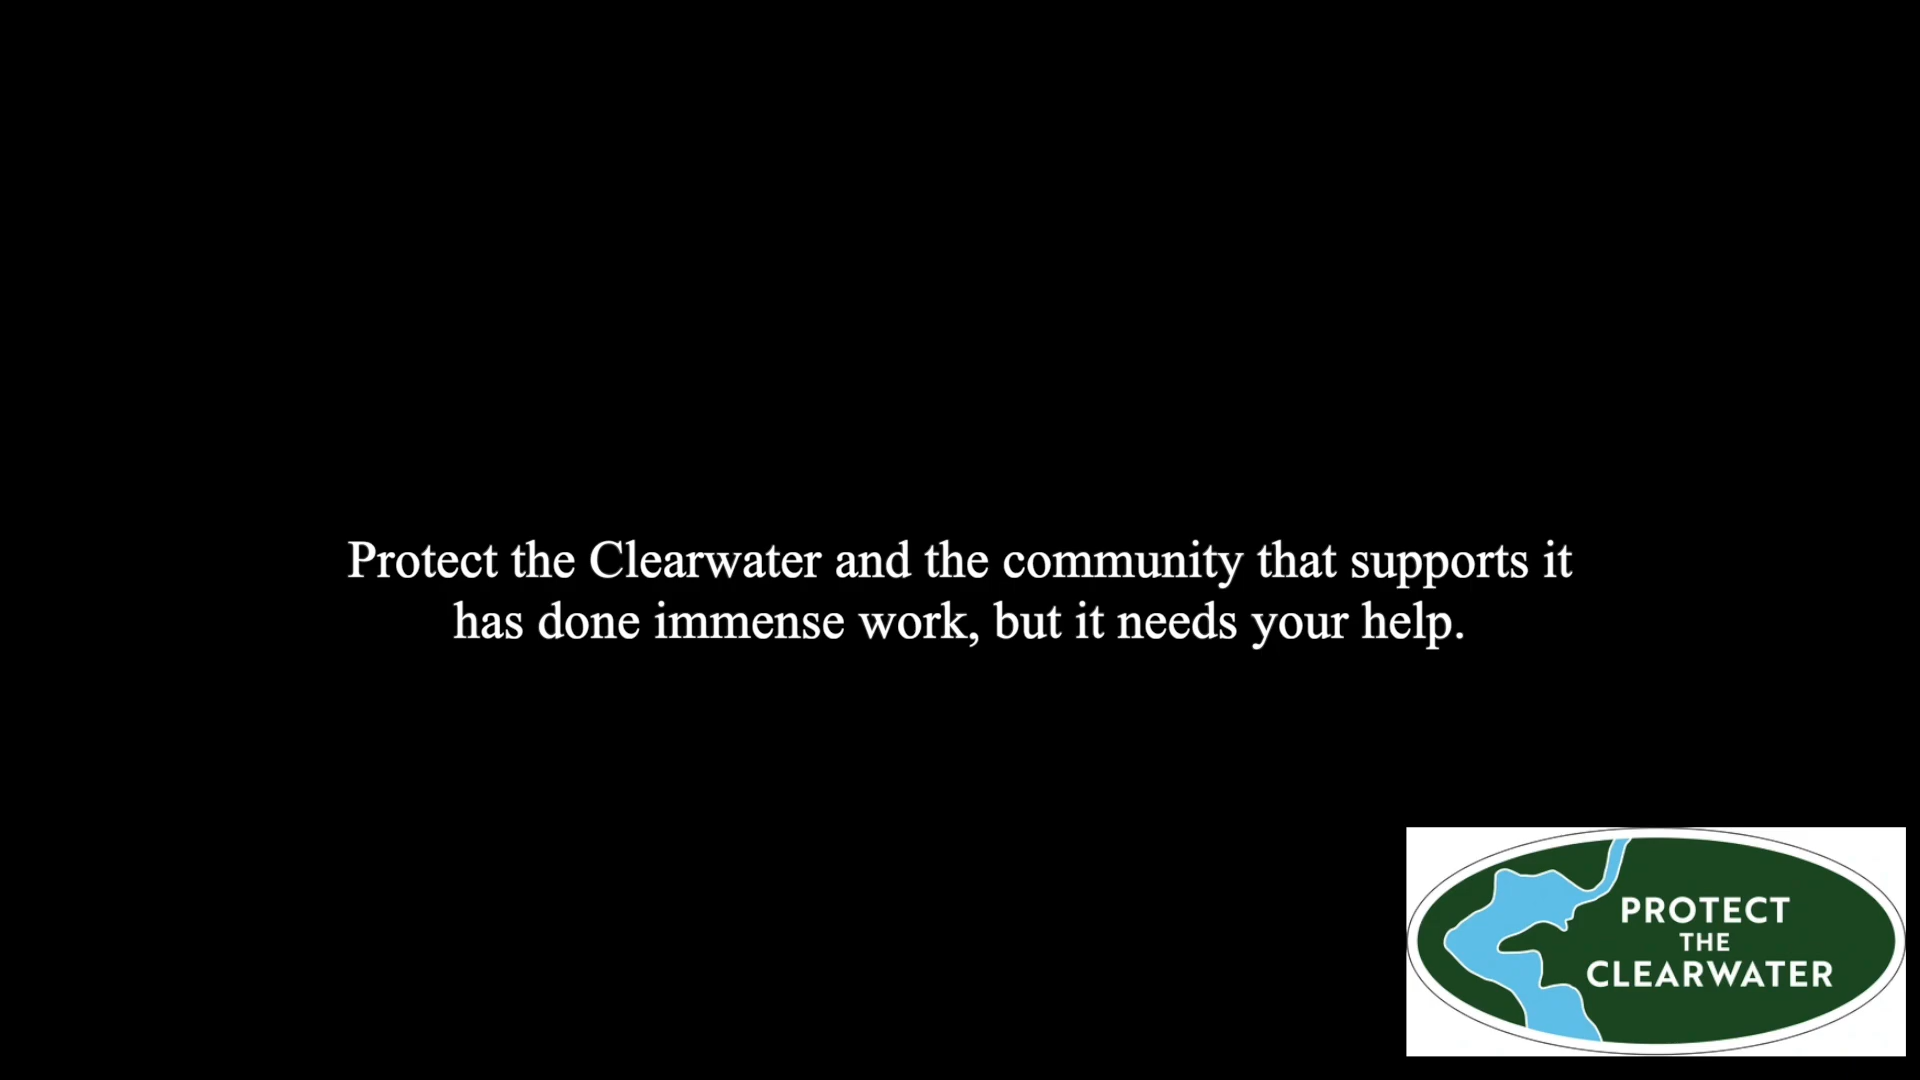 Protect the Clearwater and the community that supports it
has done immense work, but it needs your help.
PROTECT
THE
CLEARWATER